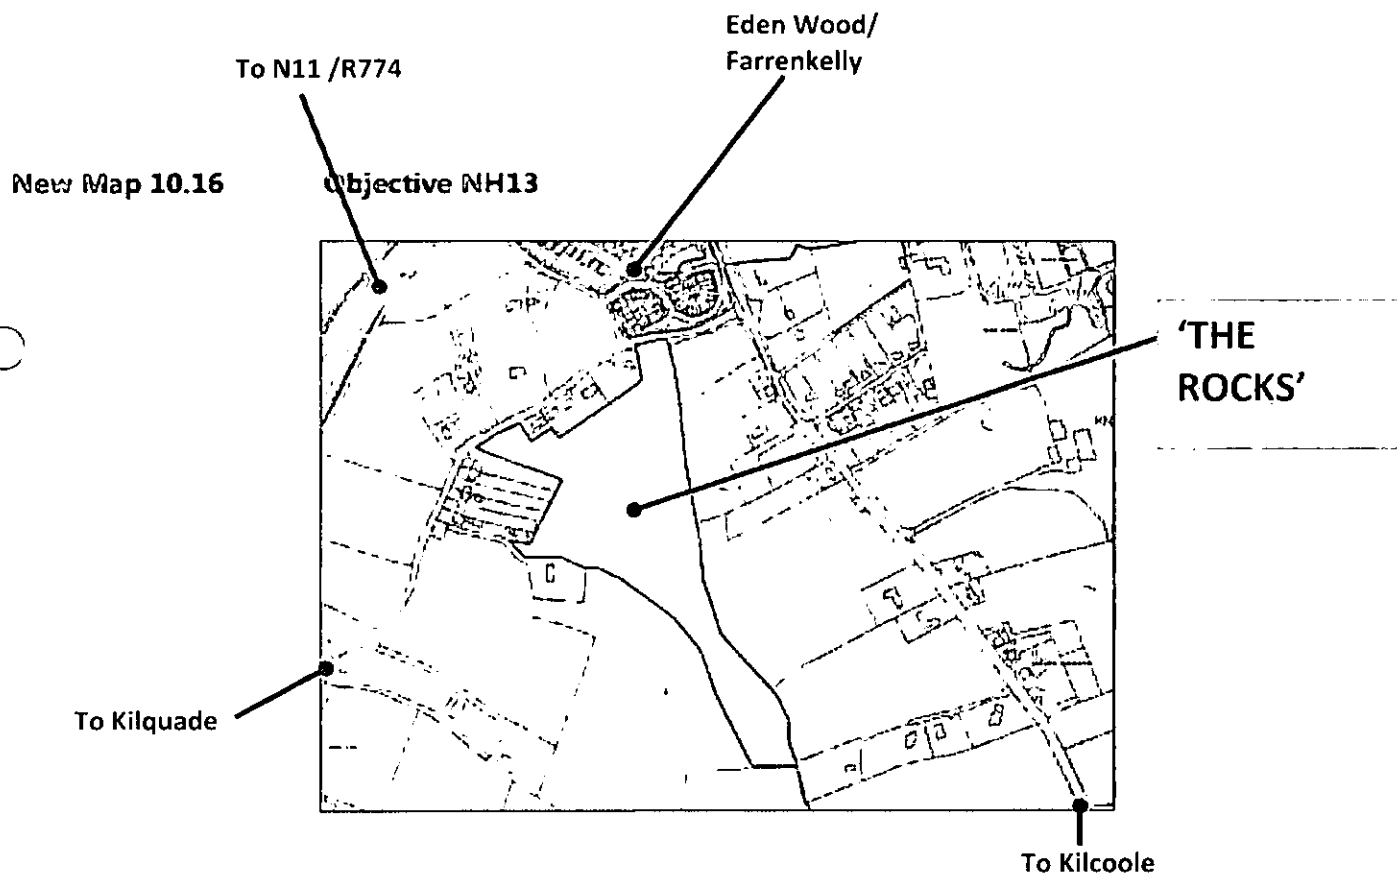 Eden Wood/
Farrenkelly
To N11 /R774
New Map 10.16 Objective NH13
'THE
ROCKS'
To Kilquade
To Kilcoole